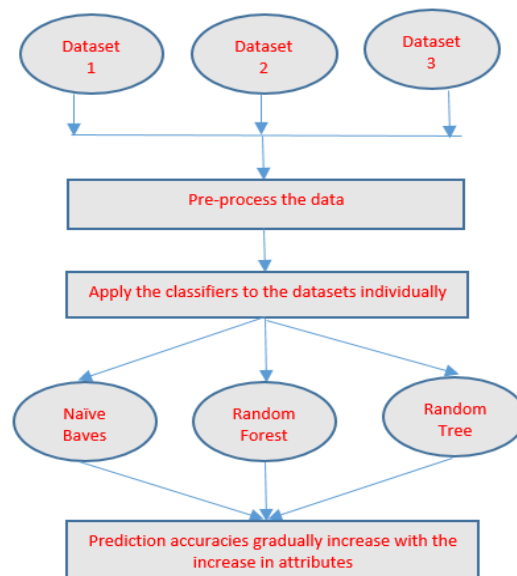 Dataset
1
Dataset
2
Dataset
3
Pre-process the data
Apply the classifiers to the datasets individually
Naïve
Baves
Random
Forest
Random
Tree
Prediction accuracies gradually increase with the
increase in attributes